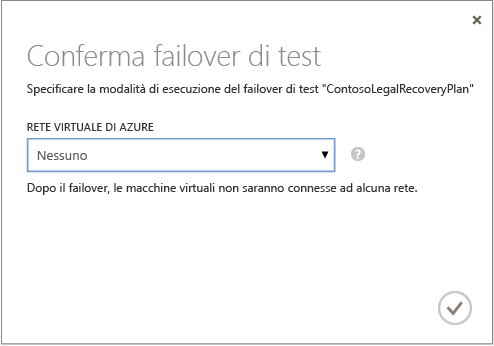 Conferma failover di test
Specificare la modalità di esecuzione del failover di test "ContosoLegalRecoveryPlan"
RETE VIRTUALE DI AZURE
Nessuno
Dopo il failover, le macchine virtuali non saranno connesse ad alcuna rete.